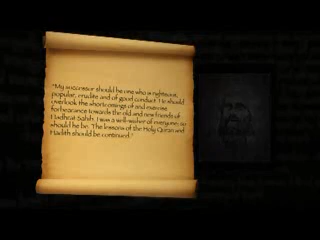 "My successor should be one who is righteous,
popular, erudite and of good conduct. He should
overlook the shortcomings of and exercise
forbearance towards the old and new friends of
Hadhrat Sahib. I was a well-wisher of everyone; so
should he be. The lessons of the Holy Quran and
Hadith should be continued."